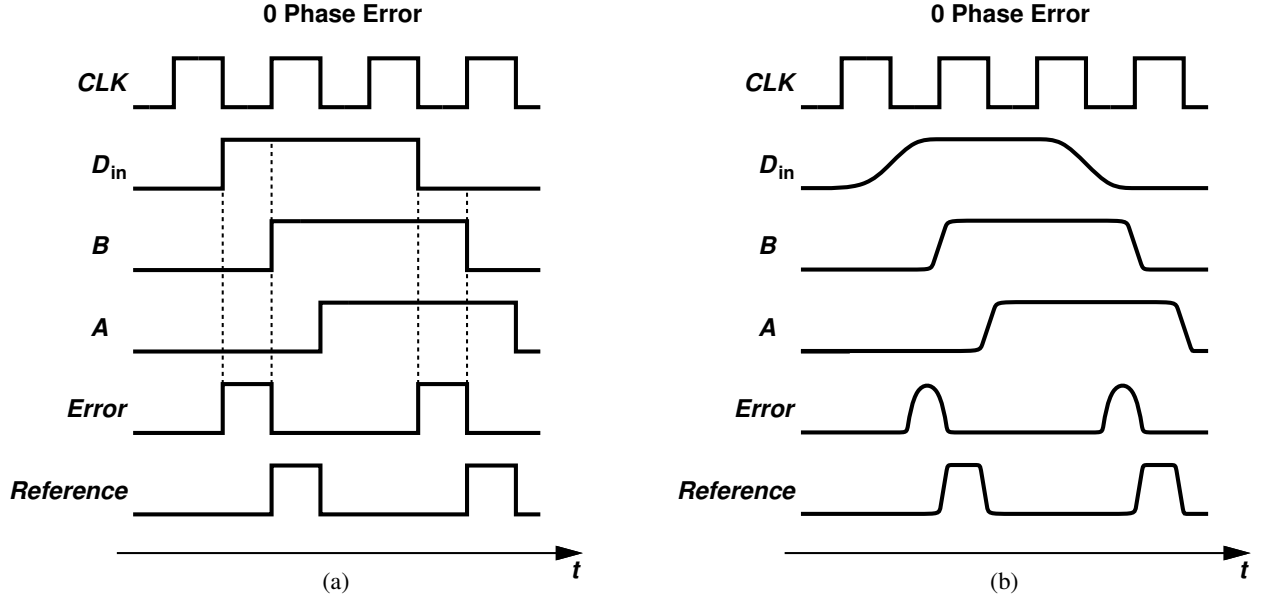 0 Phase Error
CLK
Din
B
A
Error
Reference
t
(a)
0 Phase Error
CLK
Din
B
A
Error
Reference
t
(b)